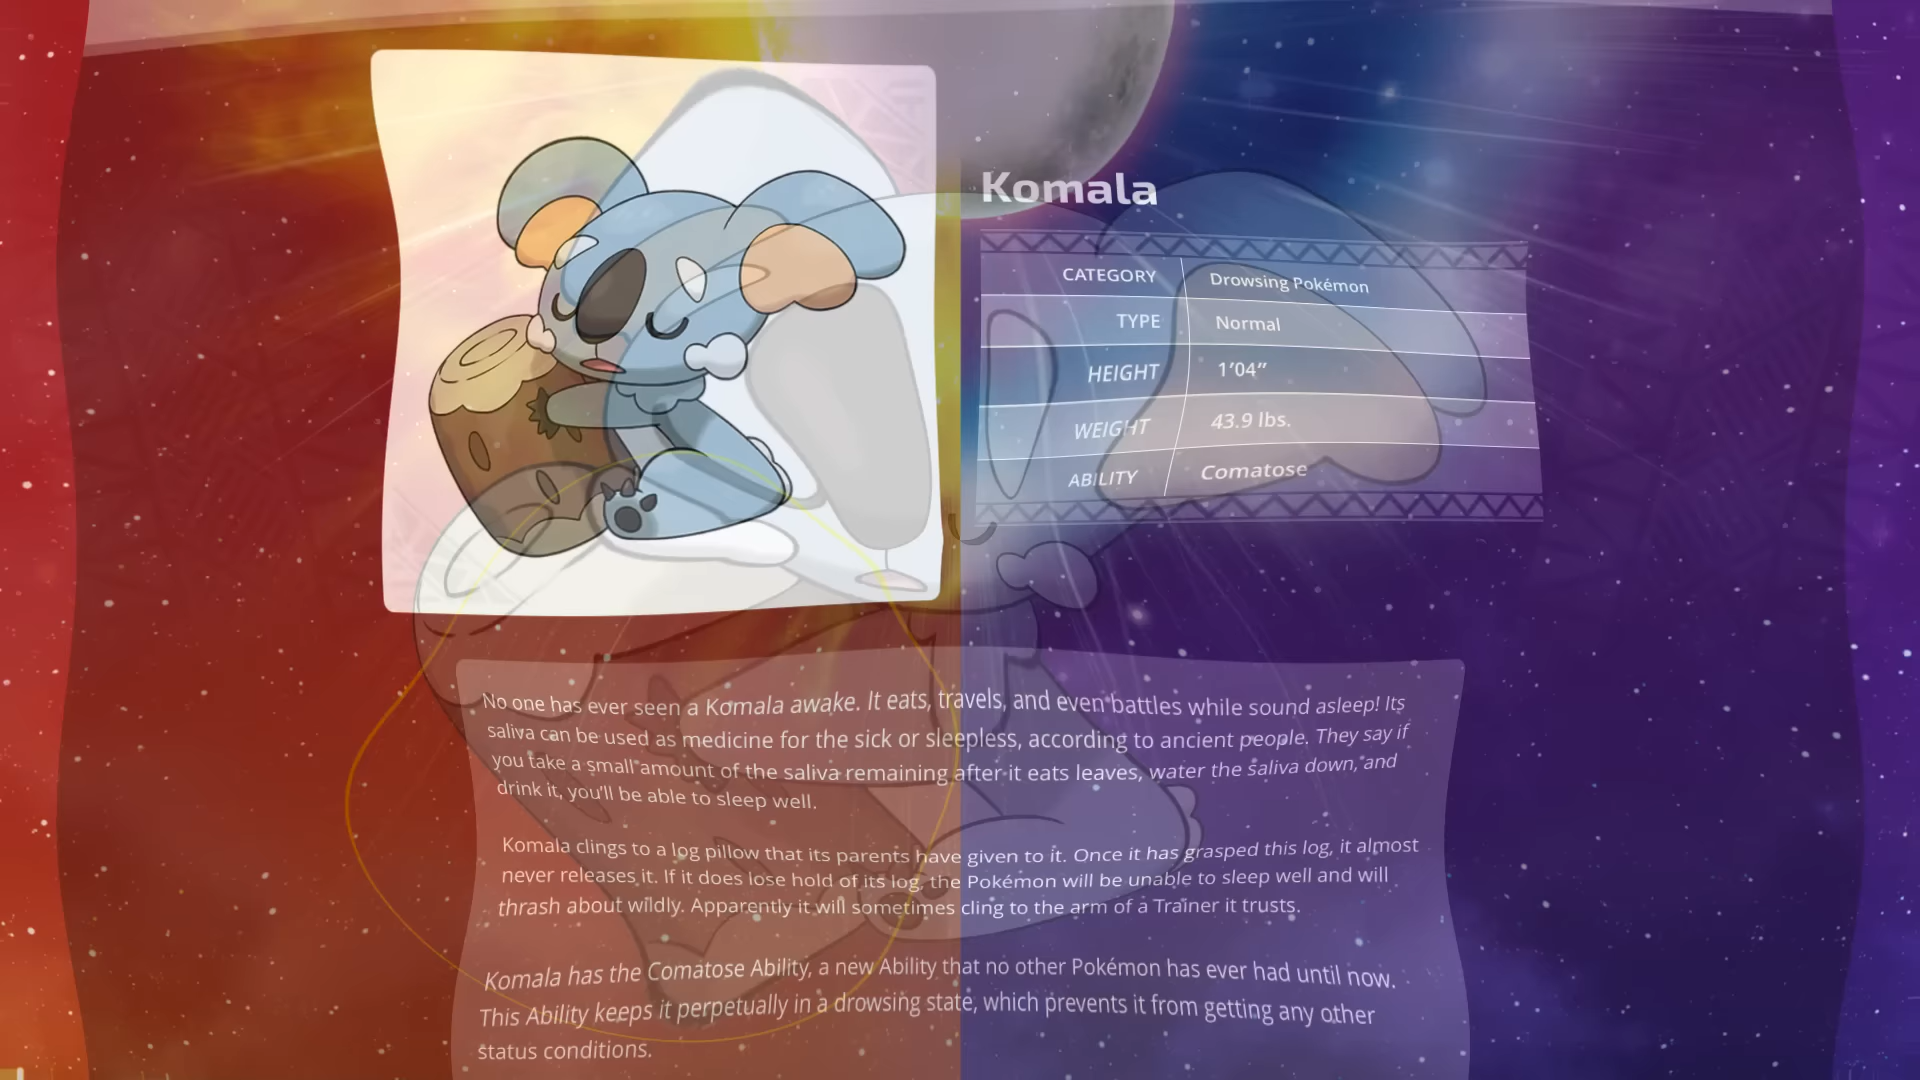 Komala
CATEGORY Drowsing Pokémon
TYPE Normal
HEIGHT 1'04"
WEIGHT 43.9 lbs.
ABILITY Comatose
No one has ever seen a Komala awake. It eats, travels, and even battles while sound asleep! Its
saliva can be used as medicine for the sick or sleepless, according to ancient people. They say if
you take a small amount of the saliva remaining after it eats leaves, water the saliva down, and
drink it, you'll be able to sleep well.
Komala clings to a log pillow that its parents have given to it. Once it has grasped this log, it almost
never releases it. If it does lose hold of its log, the Pokémon will be unable to sleep well and will
thrash about wildly. Apparently it will sometimes cling to the arm of a Trainer it trusts.
Komala has the Comatose Ability, a new Ability that no other Pokémon has ever had until now.
This Ability keeps it perpetually in a drowsing state, which prevents it from getting any other
status conditions.